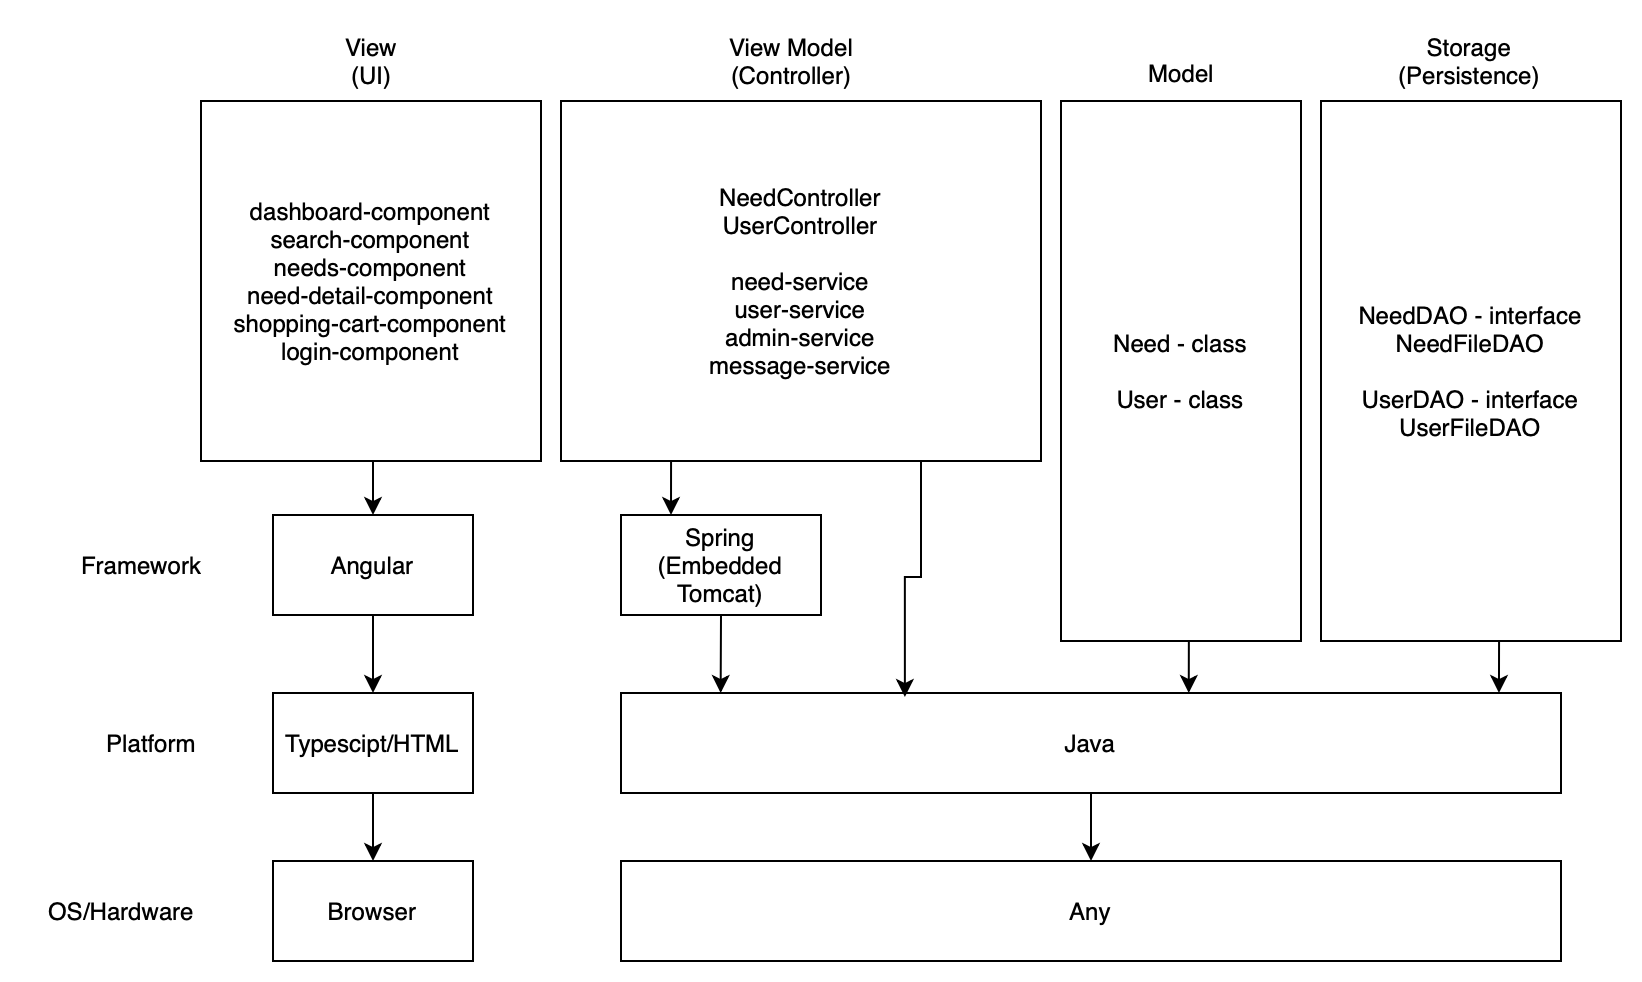 View
(UI)
View Model
(Controller)
Model
Storage
(Persistence)
dashboard-component
search-component
needs-component
need-detail-component
shopping-cart-component
login-component
NeedController
UserController
need-service
user-service
admin-service
message-service
Need - class
User - class
NeedDAO - interface
NeedFileDAO
UserDAO - interface
UserFileDAO
Framework
Angular
Spring
(Embedded
Tomcat)
Platform
Typescipt/HTML
Java
OS/Hardware
Browser
Any